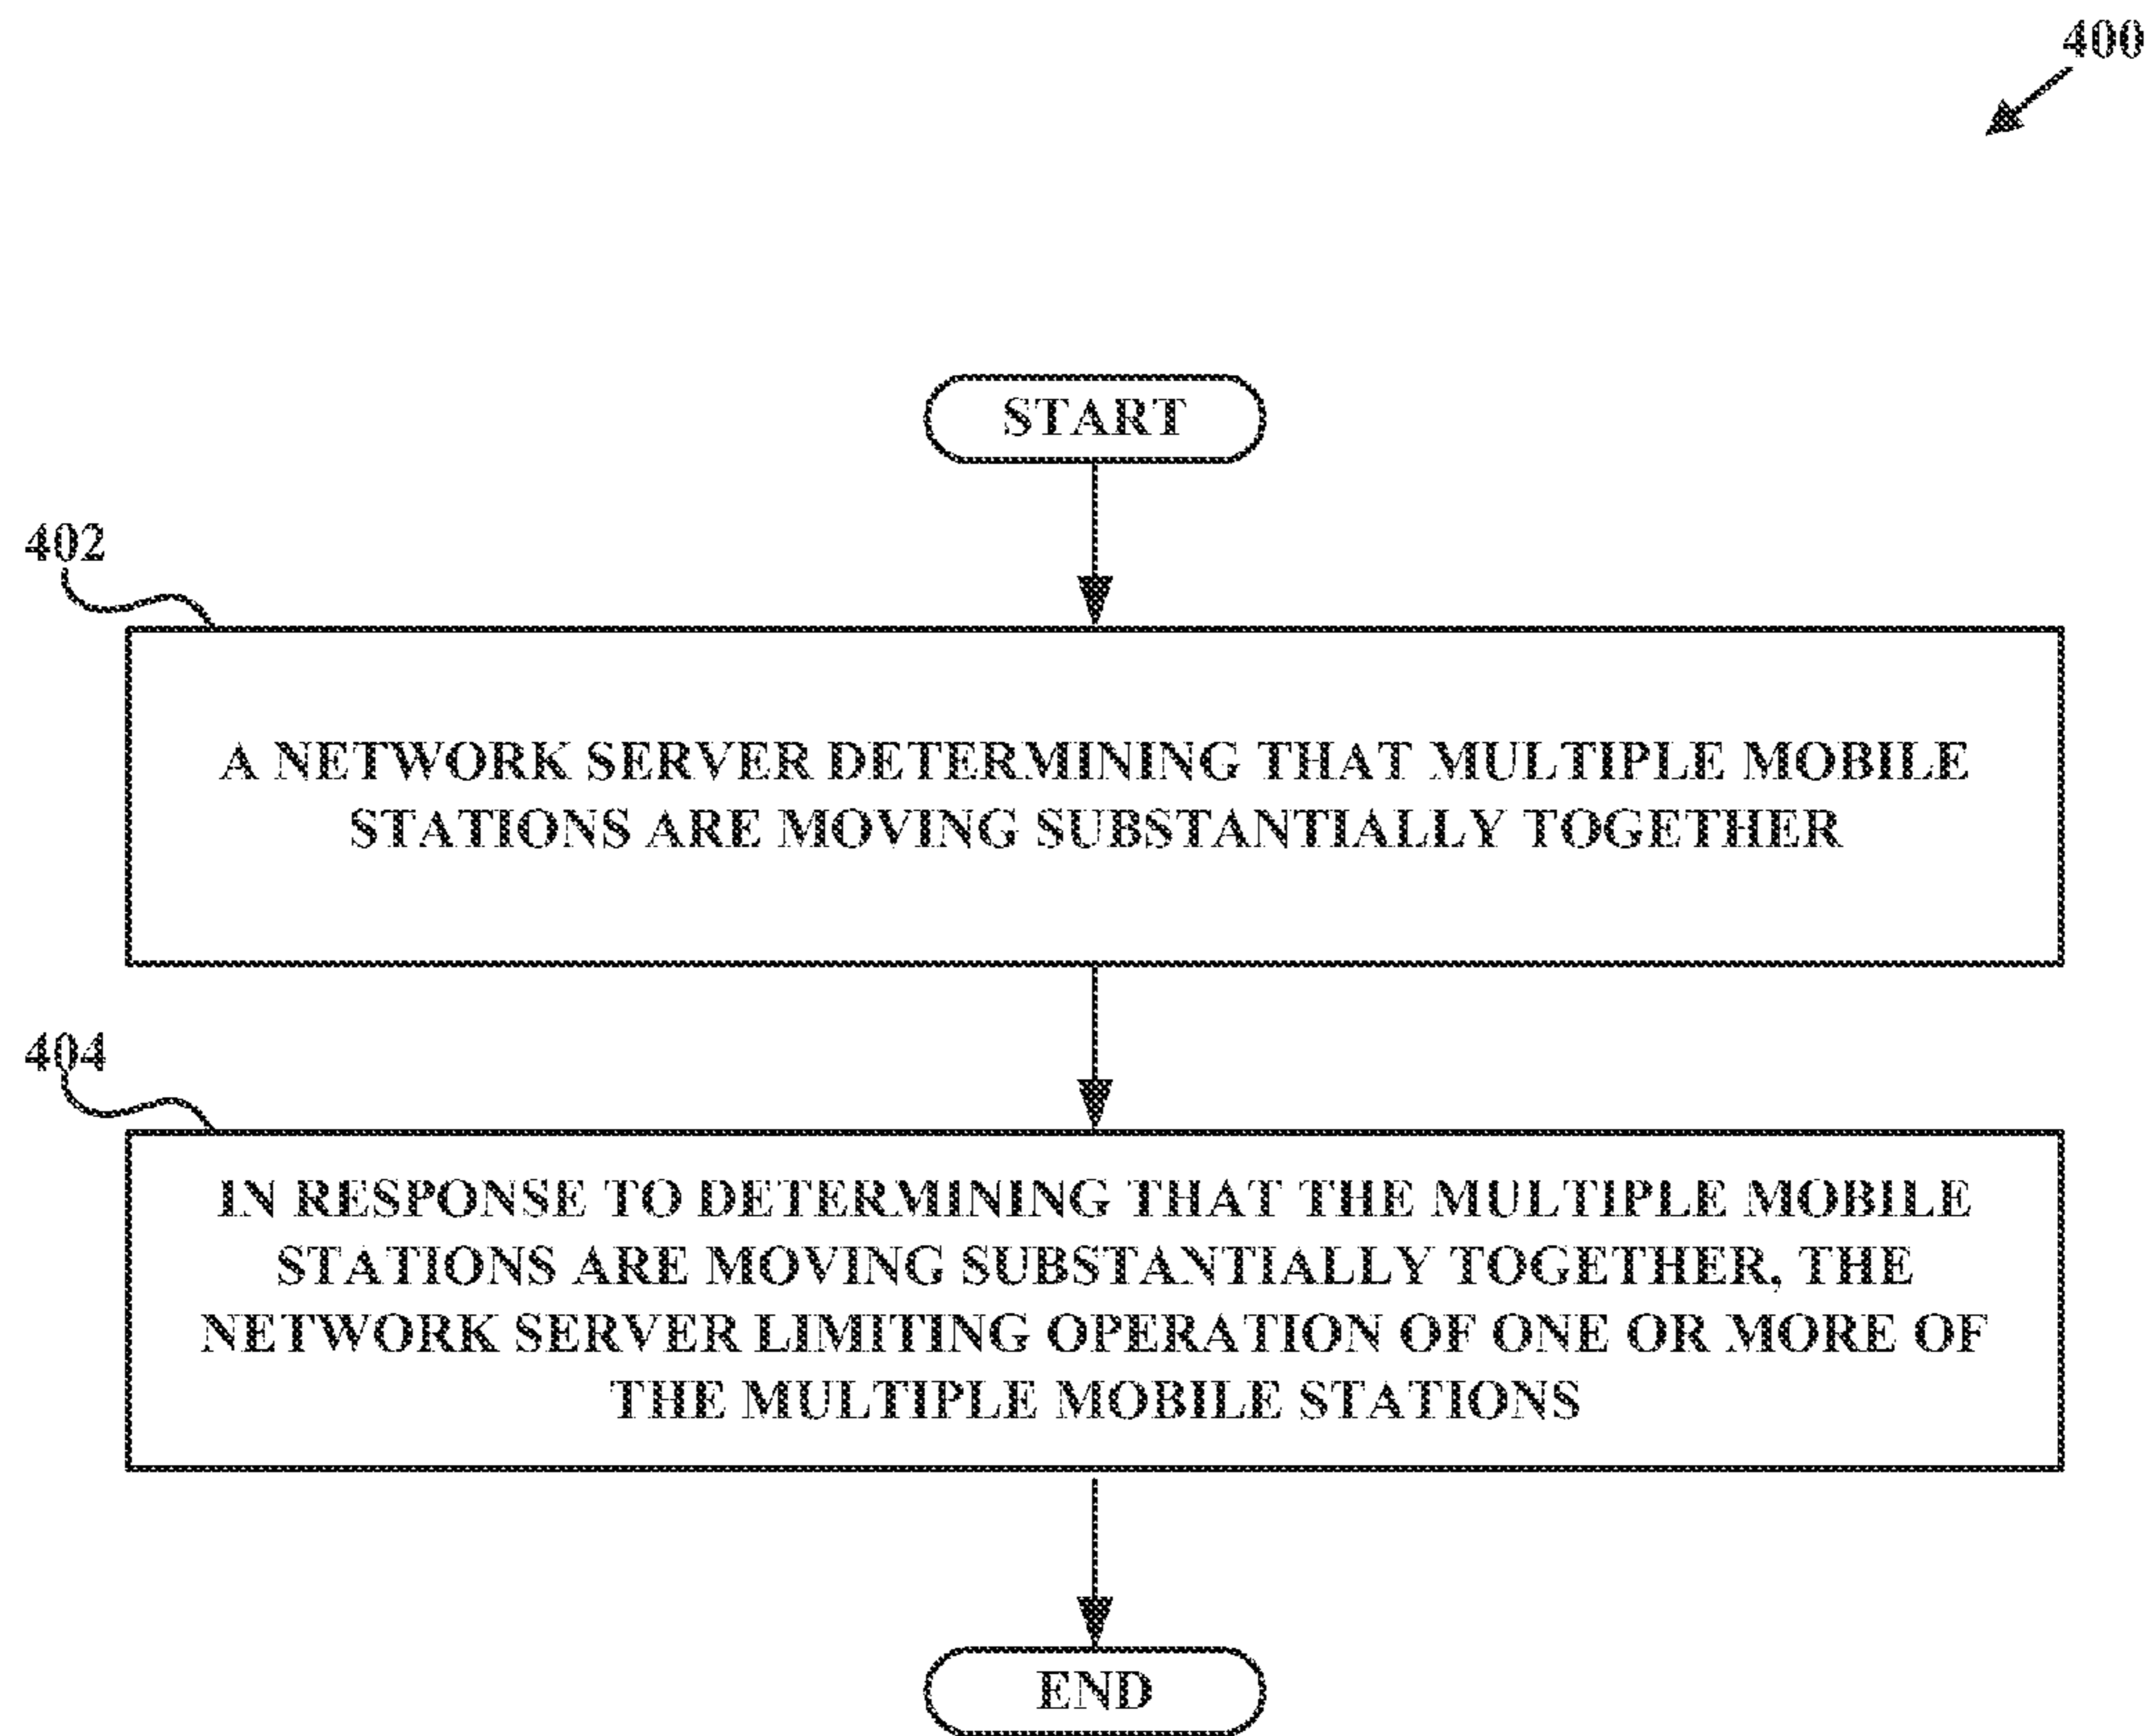 400
START
402
A NETWORK SERVER DETERMINING THAT MULTIPLE MOBILE
STATIONS ARE MOVING SUBSTANTIALLY TOGETHER
404
IN RESPONSE TO DETERMINING THAT THE MULTIPLE MOBILE
STATIONS ARE MOVING SUBSTANTIALLY TOGETHER, THE
NETWORK SERVER LIMITING OPERATION OF ONE OR MORE OF
THE MULTIPLE MOBILE STATIONS
END